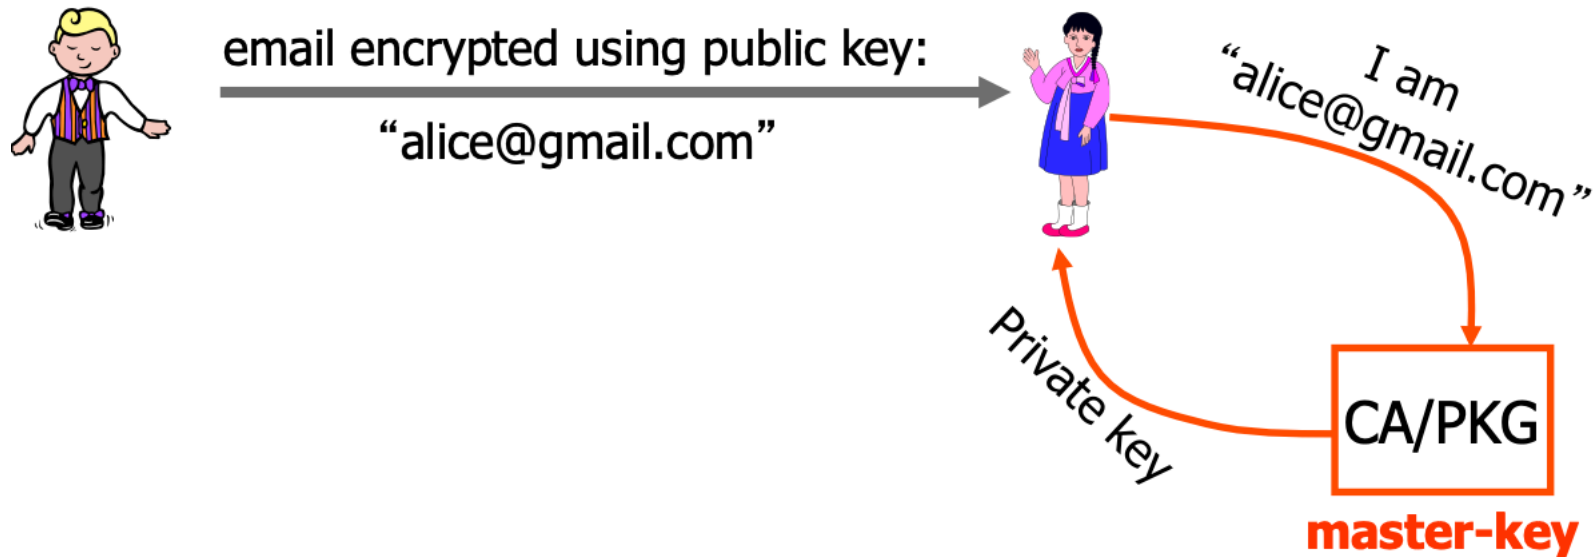 email encrypted using public key:
“alice@gmail.com”
I am
“alice@gmail.com”
Private key
CA/PKG
master-key